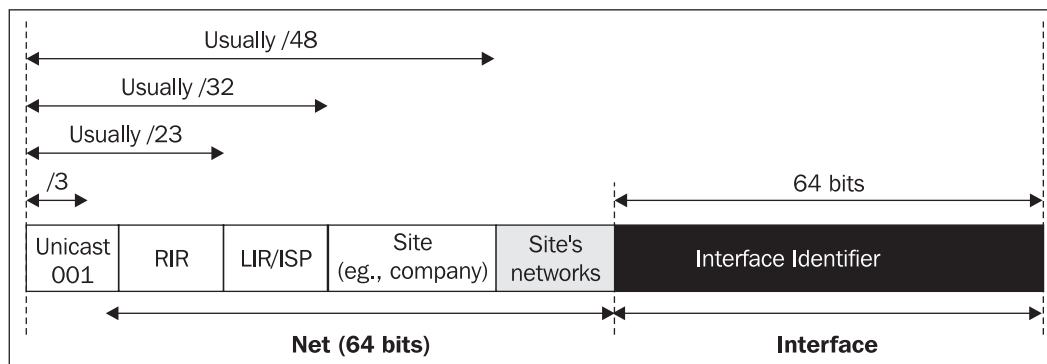 Usually /48
Usually /32
Usually /23
/3
64 bits
Unicast
001
RIR
LIR/ISP
Site
(eg., company)
Site's
networks
Interface Identifier
Net (64 bits)
Interface